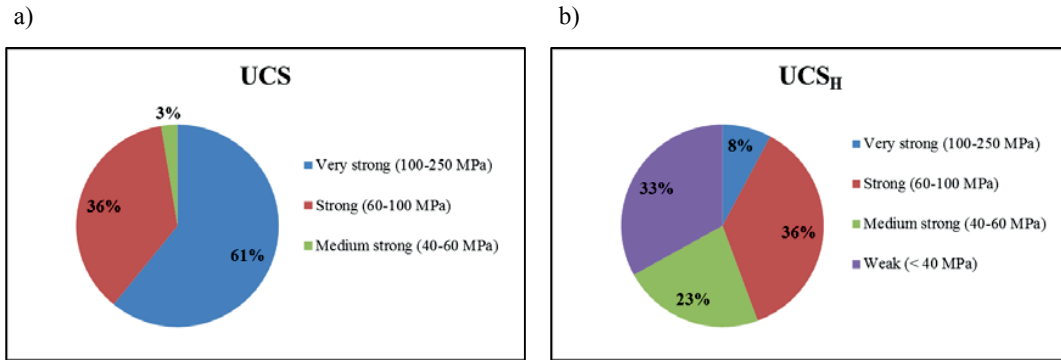 a)
UCS
3%
36%
61%
Very strong (100-250 MPa)
Strong (60-100 MPa)
Medium strong (40-60 MPa)
b)
UCSH
8%
33%
36%
23%
Very strong (100-250 MPa)
Strong (60-100 MPa)
Medium strong (40-60 MPa)
Weak (< 40 MPa)